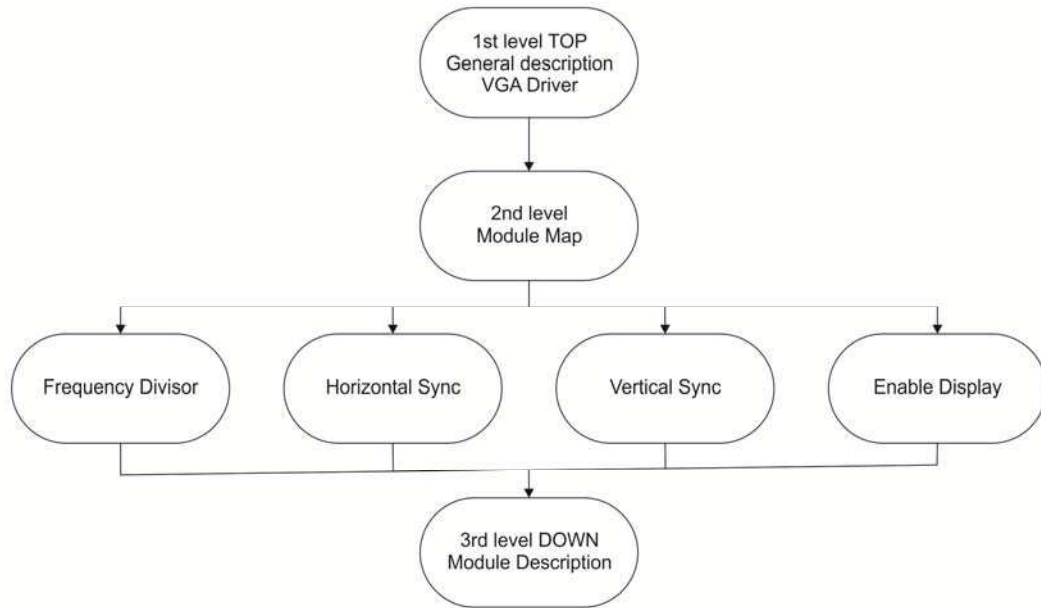 1st level TOP
General description
VGA Driver
2nd level
Module Map
Frequency Divisor
Horizontal Sync
Vertical Sync
Enable Display
3rd level DOWN
Module Description